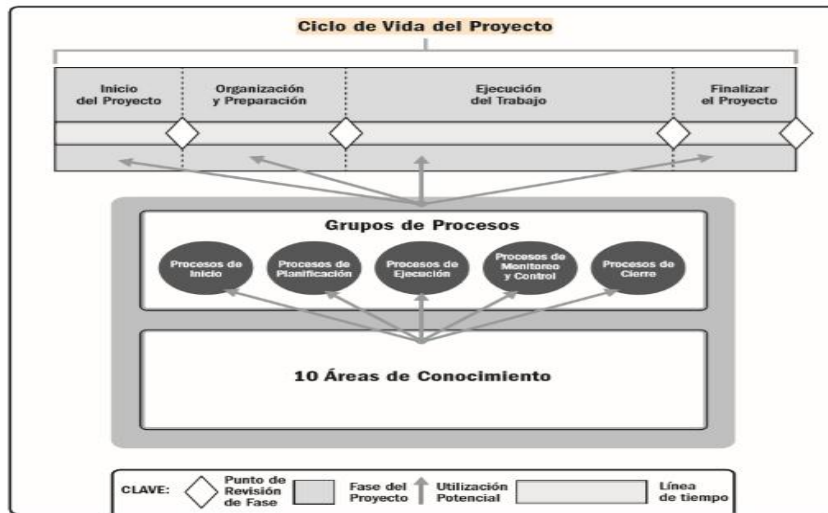 Ciclo de Vida del Proyecto
Inicio
del Proyecto
Organización
y Preparación
Ejecución
del Trabajo
Finalizar
el Proyecto
Grupos de Procesos
Procesos de
Inicio
Procesos de
Planificación
Procesos de
Ejecución
Procesos de
Monitoreo
y Control
Procesos de
Cierre
10 Áreas de Conocimiento
CLAVE:
Punto de
Revisión
de Fase
Fase del
Proyecto
Utilización
Potencial
Línea
de tiempo